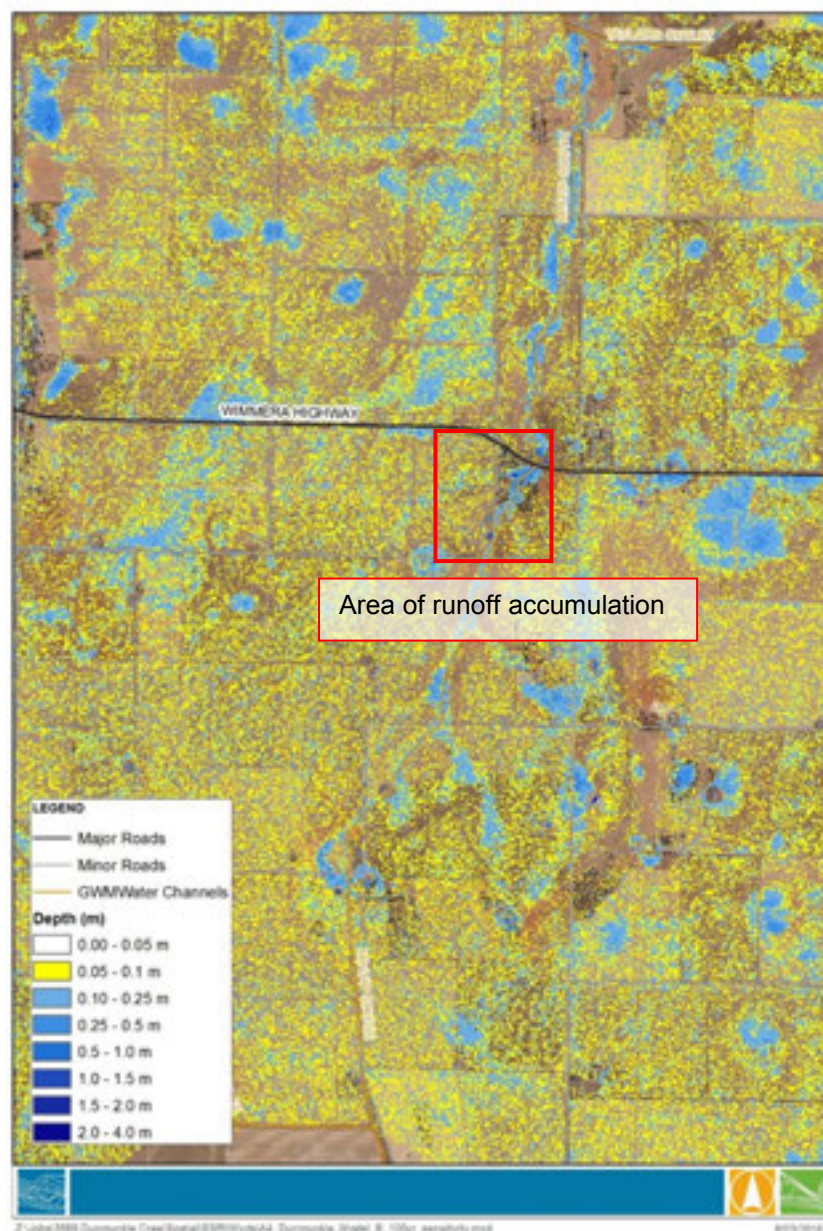 WIMMERA HIGHWAY
Area of runoff accumulation
LEGEND
Major Roads
Minor Roads
GWMWater Channels
Depth (m)
0.00 - 0.05 m
0.05 - 0.1 m
0.10 - 0.25 m
0.25 - 0.5 m
0.5 - 1.0 m
1.0 - 1.5 m
1.5 - 2.0 m
2.0 - 4.0 m